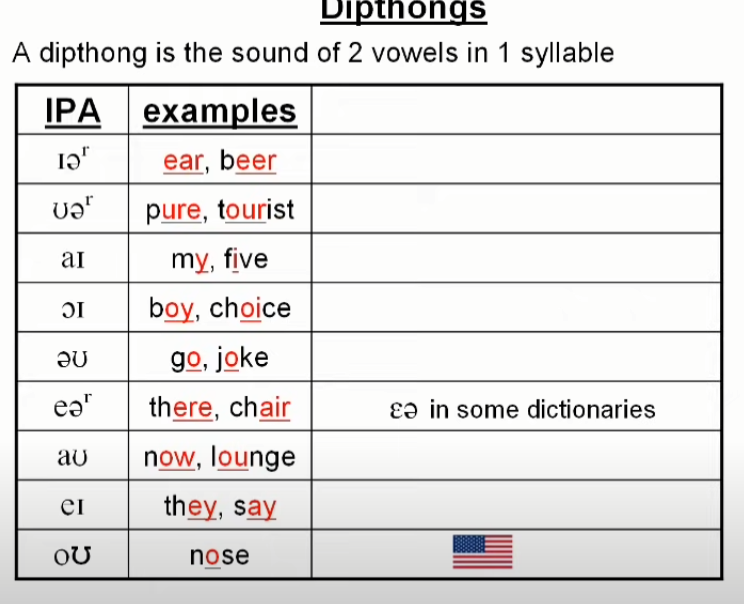 Dipthongs
A dipthong is the sound of 2 vowels in 1 syllable
IPA examples
ɪəʳ ear, beer
ʊəʳ pure, tourist
aɪ my, five
ɔɪ boy, choice
əʊ go, joke
eəʳ there, chair ɛə in some dictionaries
aʊ now, lounge
eɪ they, say
oʊ nose